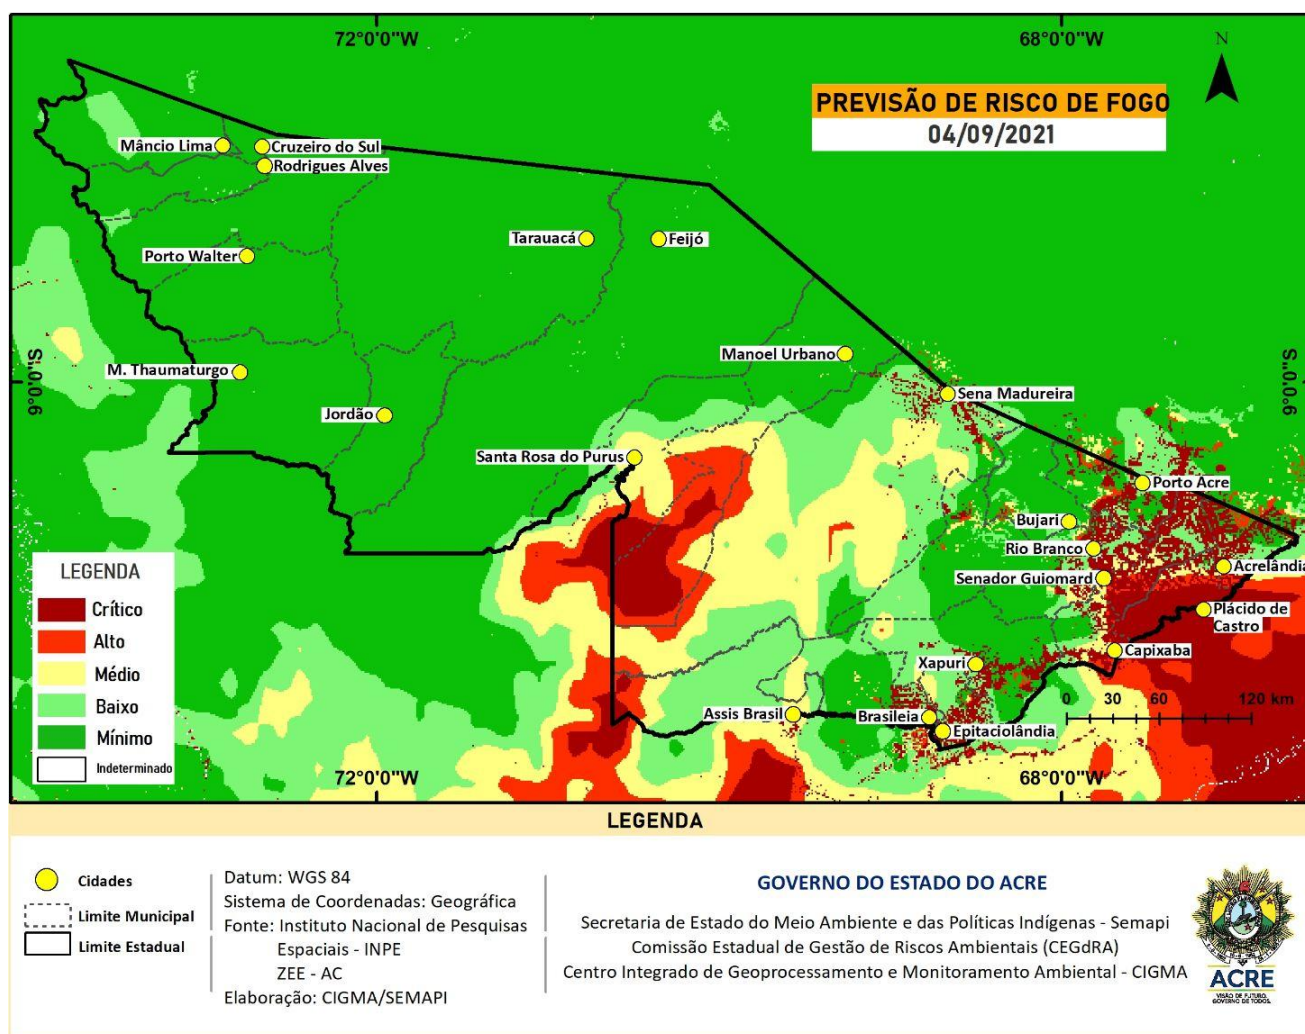 72°0'0"W
68°0'0"W
N
PREVISÃO DE RISCO DE FOGO
04/09/2021
Mâncio Lima
Cruzeiro do Sul
Rodrigues Alves
Tarauacá
Feijó
Porto Walter
Manoel Urbano
M. Thaumaturgo
9°0'0"S
9°0'0"S
Sena Madureira
Jordão
Santa Rosa do Purus
Porto Acre
Bujari
Rio Branco
Acrelândia
Senador Guiomard
Plácido de
Castro
Capixaba
Xapuri
Assis Brasil
Brasileia
Epitaciolândia
0 30 60 120 km
LEGENDA
Crítico
Alto
Médio
Baixo
Mínimo
Indeterminado
72°0'0"W
68°0'0"W
LEGENDA
Cidades
Limite Municipal
Limite Estadual
Datum: WGS 84
Sistema de Coordenadas: Geográfica
Fonte: Instituto Nacional de Pesquisas
Espaciais - INPE
ZEE - AC
Elaboração: CIGMA/SEMAPI
GOVERNO DO ESTADO DO ACRE
Secretaria de Estado do Meio Ambiente e das Políticas Indígenas - Semapi
Comissão Estadual de Gestão de Riscos Ambientais (CEGdRA)
Centro Integrado de Geoprocessamento e Monitoramento Ambiental - CIGMA
ACRE
VISÃO DE FUTURO.
GOVERNO DE TODOS.